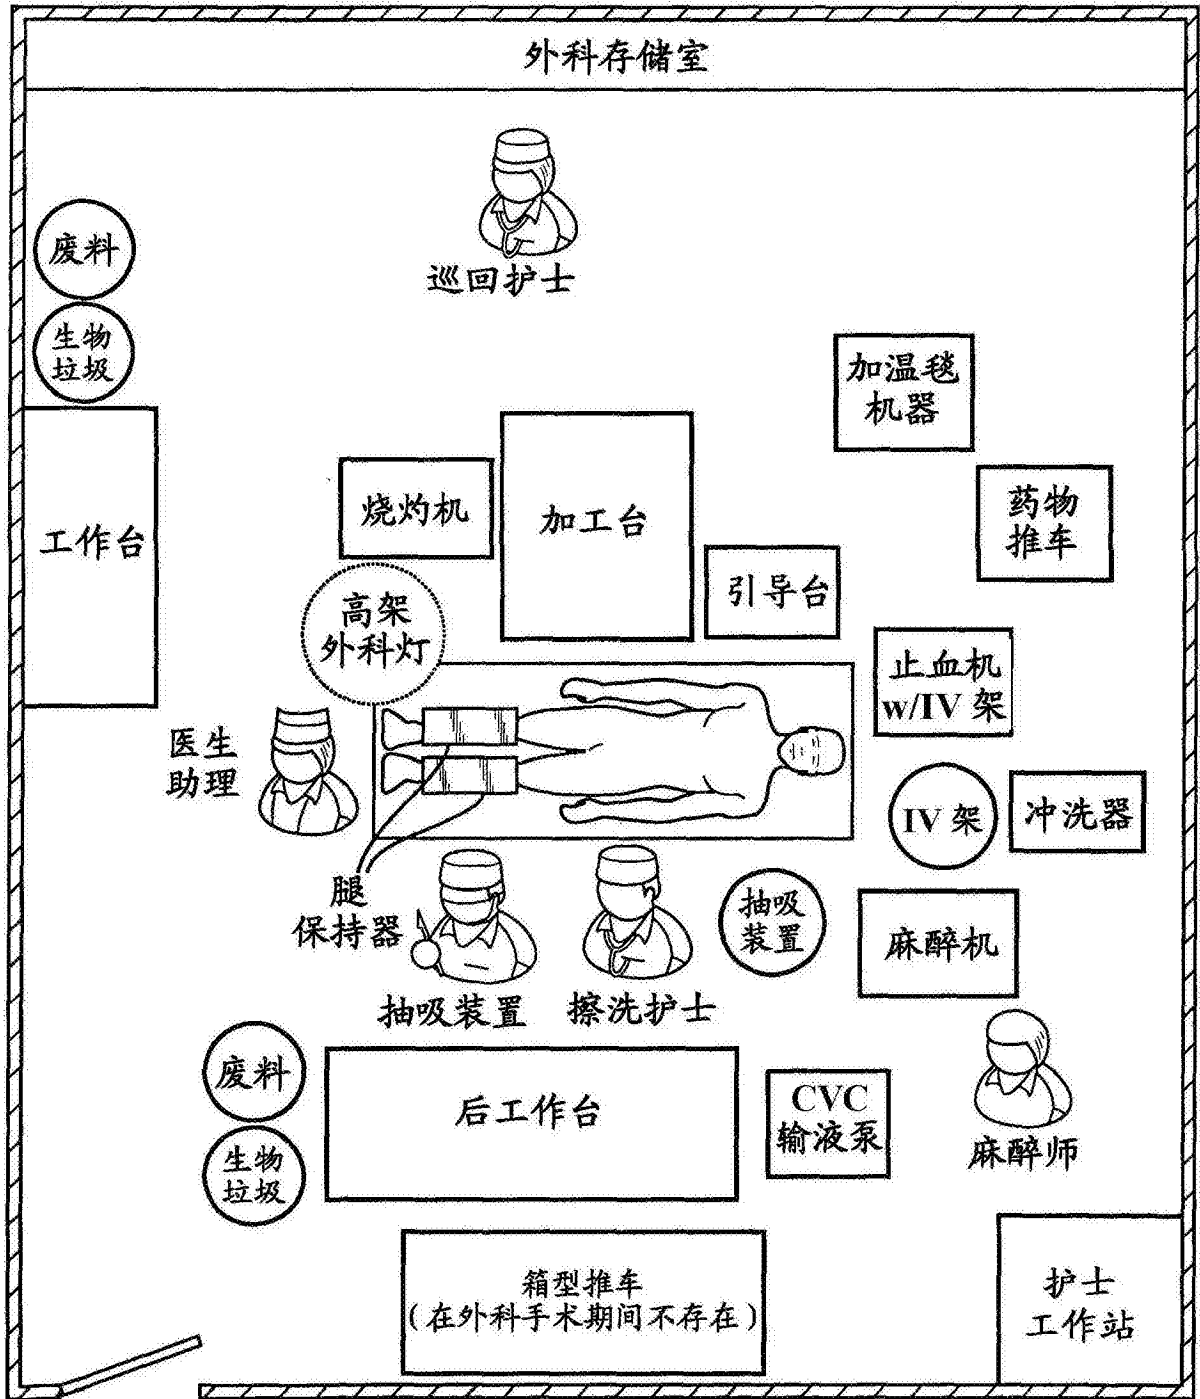 外科存储室
巡回护士
废料
生物
垃圾
加温毯
机器
工作台
烧灼机
加工台
药物
推车
引导台
高架
外科灯
止血机
w/IV 架
医生
助理
IV 架
冲洗器
腿
保持器
抽吸
装置
麻醉机
抽吸装置
擦洗护士
废料
生物
垃圾
后工作台
CVC
输液泵
麻醉师
箱型推车
(在外科手术期间不存在)
护士
工作站